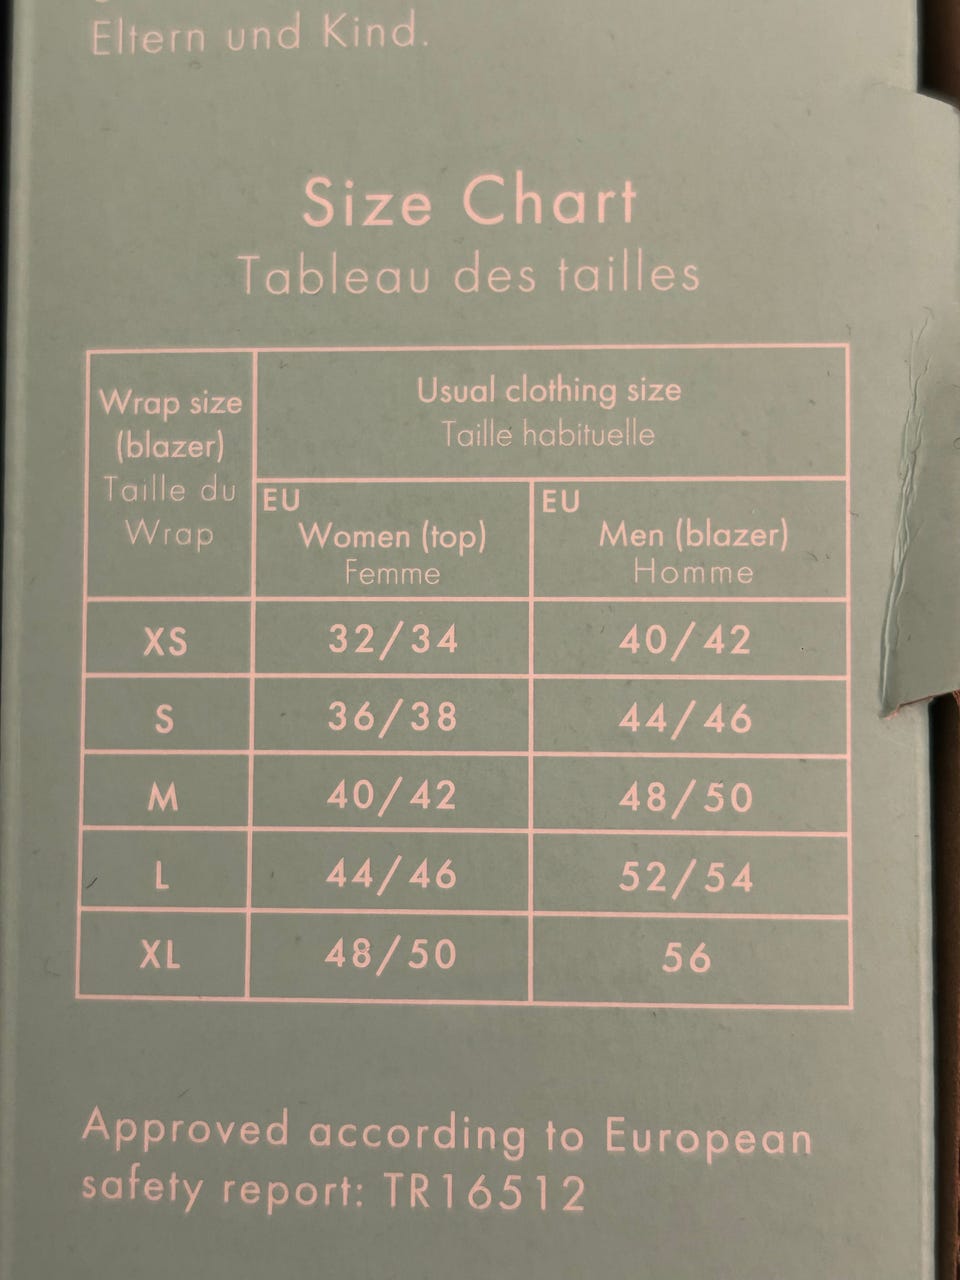 Eltern und Kind.
Size Chart
Tableau des tailles
Wrap size
(blazer)
Taille du
Wrap
Usual clothing size
Taille habituelle
EU
Women (top)
Femme
EU
Men (blazer)
Homme
XS 32/34 40/42
S 36/38 44/46
M 40/42 48/50
L 44/46 52/54
XL 48/50 56
Approved according to European
safety report: TR16512